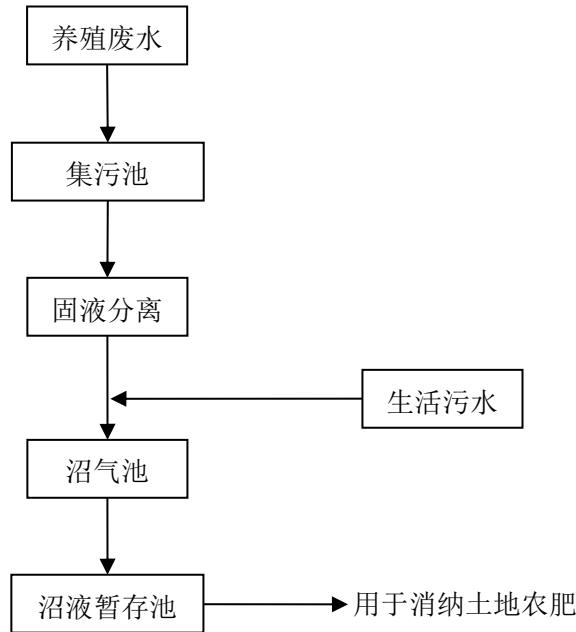 养殖废水
集污池
固液分离
生活污水
沼气池
沼液暂存池
用于消纳土地农肥